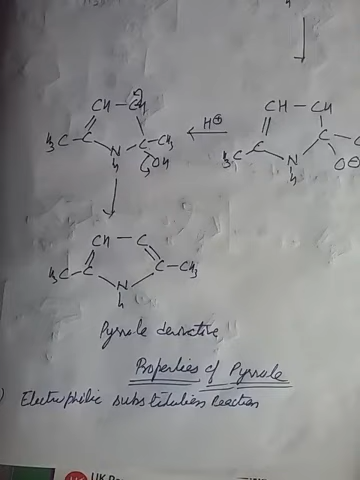 CH - CH
CH - CH
H⊕
H3C - C
C - CH3
OH
N
H
H3C - C
C
O⊖
N
H
CH - C
H3C - C
C - CH3
N
H
Pyrrole derivative
Properties of Pyrrole
) Electrophilic substitution Reaction